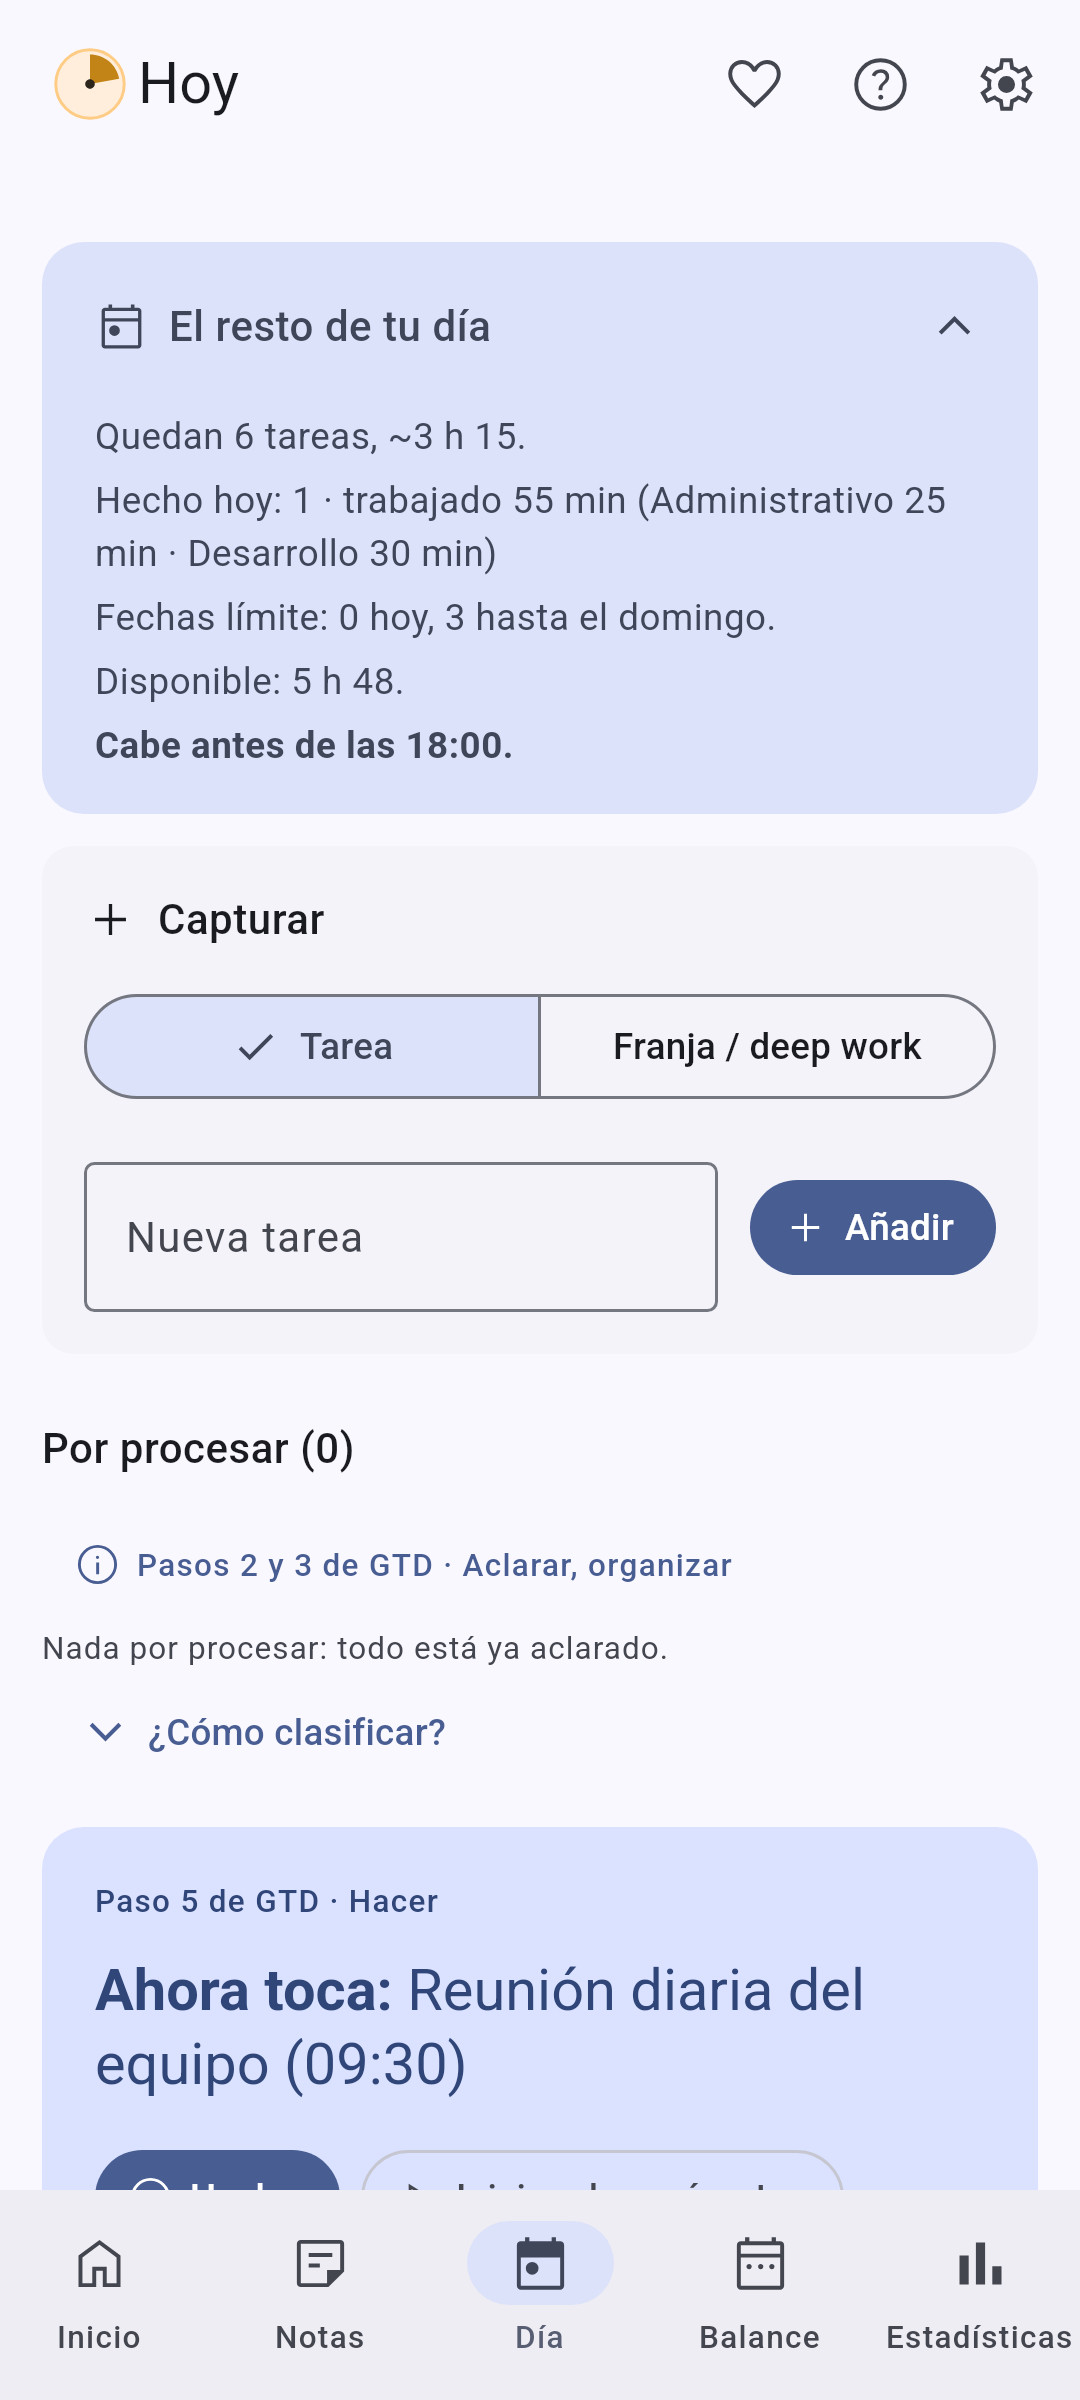 Hoy
El resto de tu día
Quedan 6 tareas, ~3 h 15.
Hecho hoy: 1 · trabajado 55 min (Administrativo 25
min · Desarrollo 30 min)
Fechas límite: 0 hoy, 3 hasta el domingo.
Disponible: 5 h 48.
Cabe antes de las 18:00.
Capturar
Tarea
Franja / deep work
Nueva tarea
Añadir
Por procesar (0)
Pasos 2 y 3 de GTD · Aclarar, organizar
Nada por procesar: todo está ya aclarado.
¿Cómo clasificar?
Paso 5 de GTD · Hacer
Ahora toca: Reunión diaria del
equipo (09:30)
Inicio
Notas
Día
Balance
Estadísticas